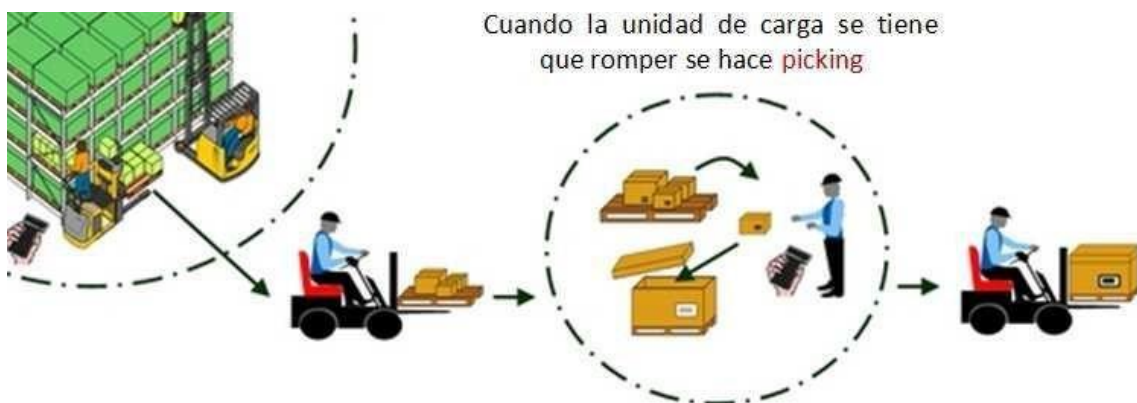 Cuando la unidad de carga se tiene
que romper se hace picking